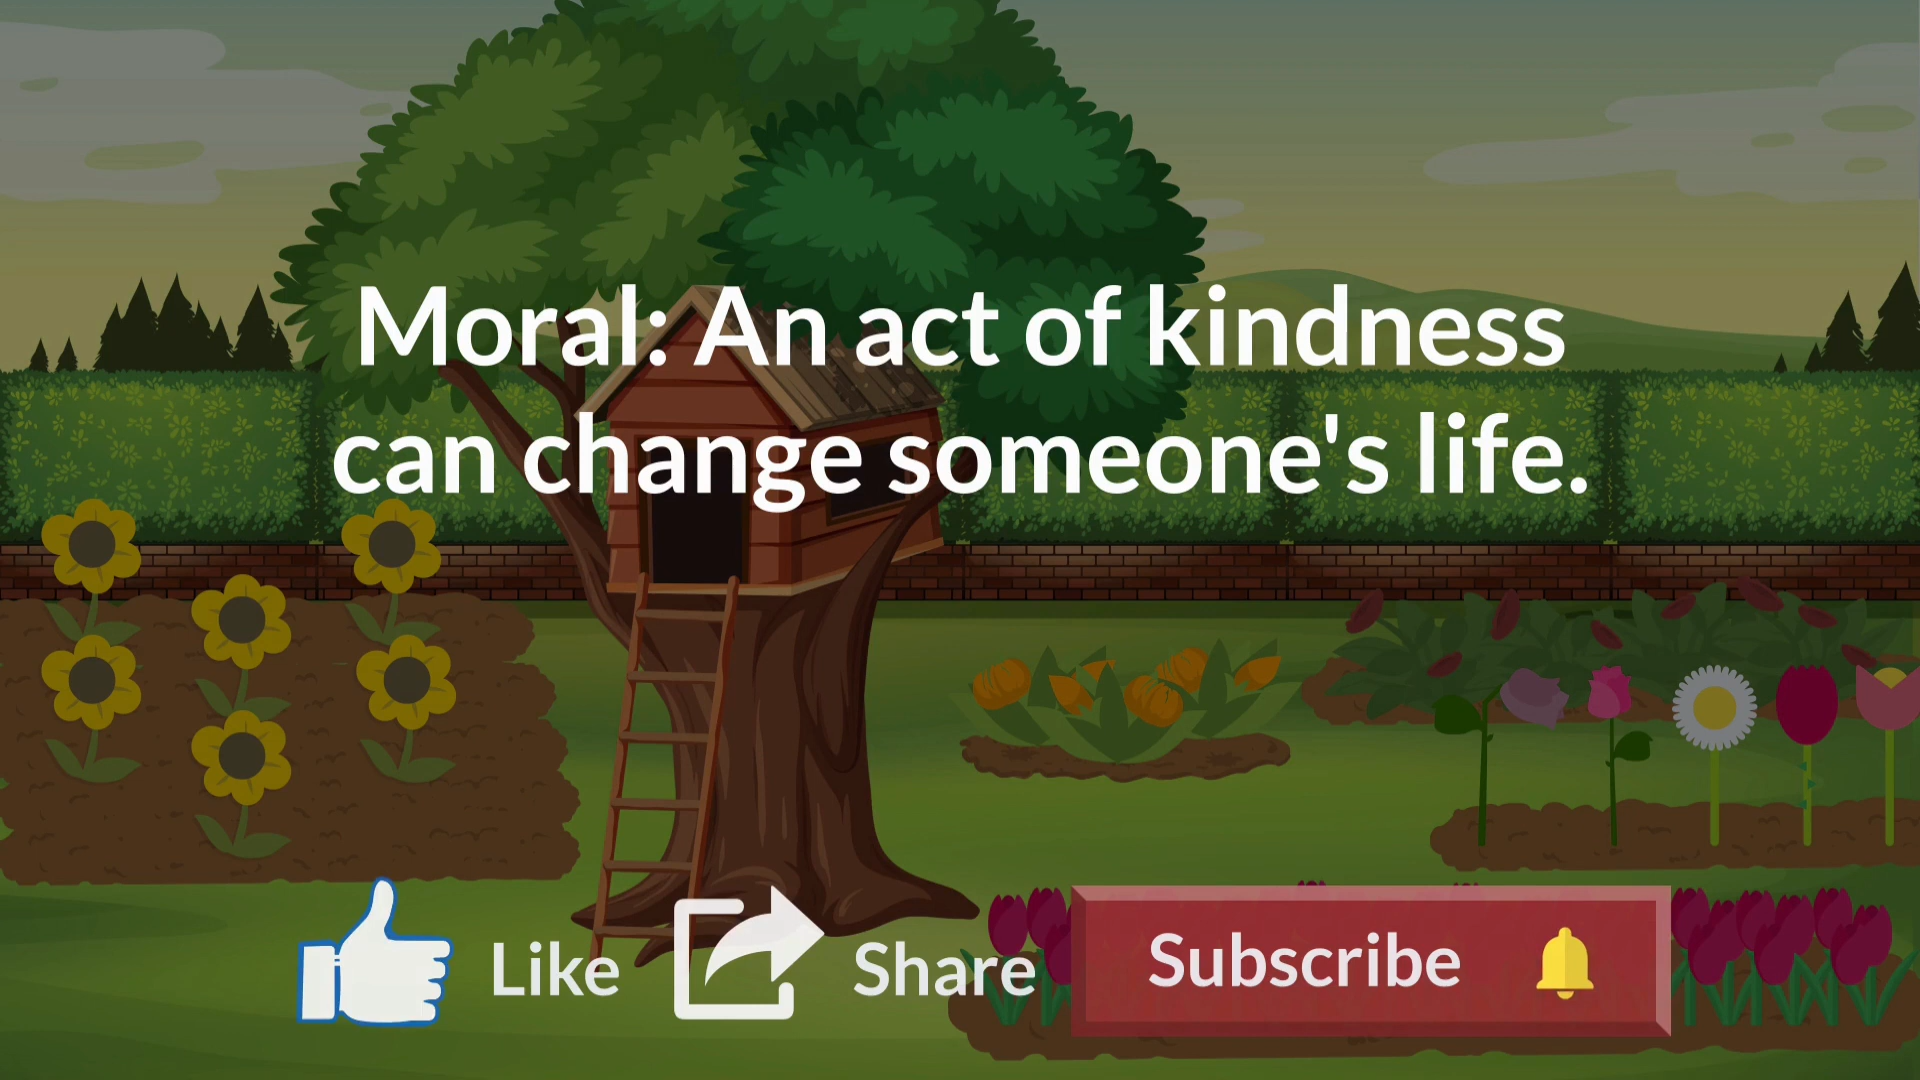 Moral: An act of kindness
can change someone's life.
Like Share Subscribe